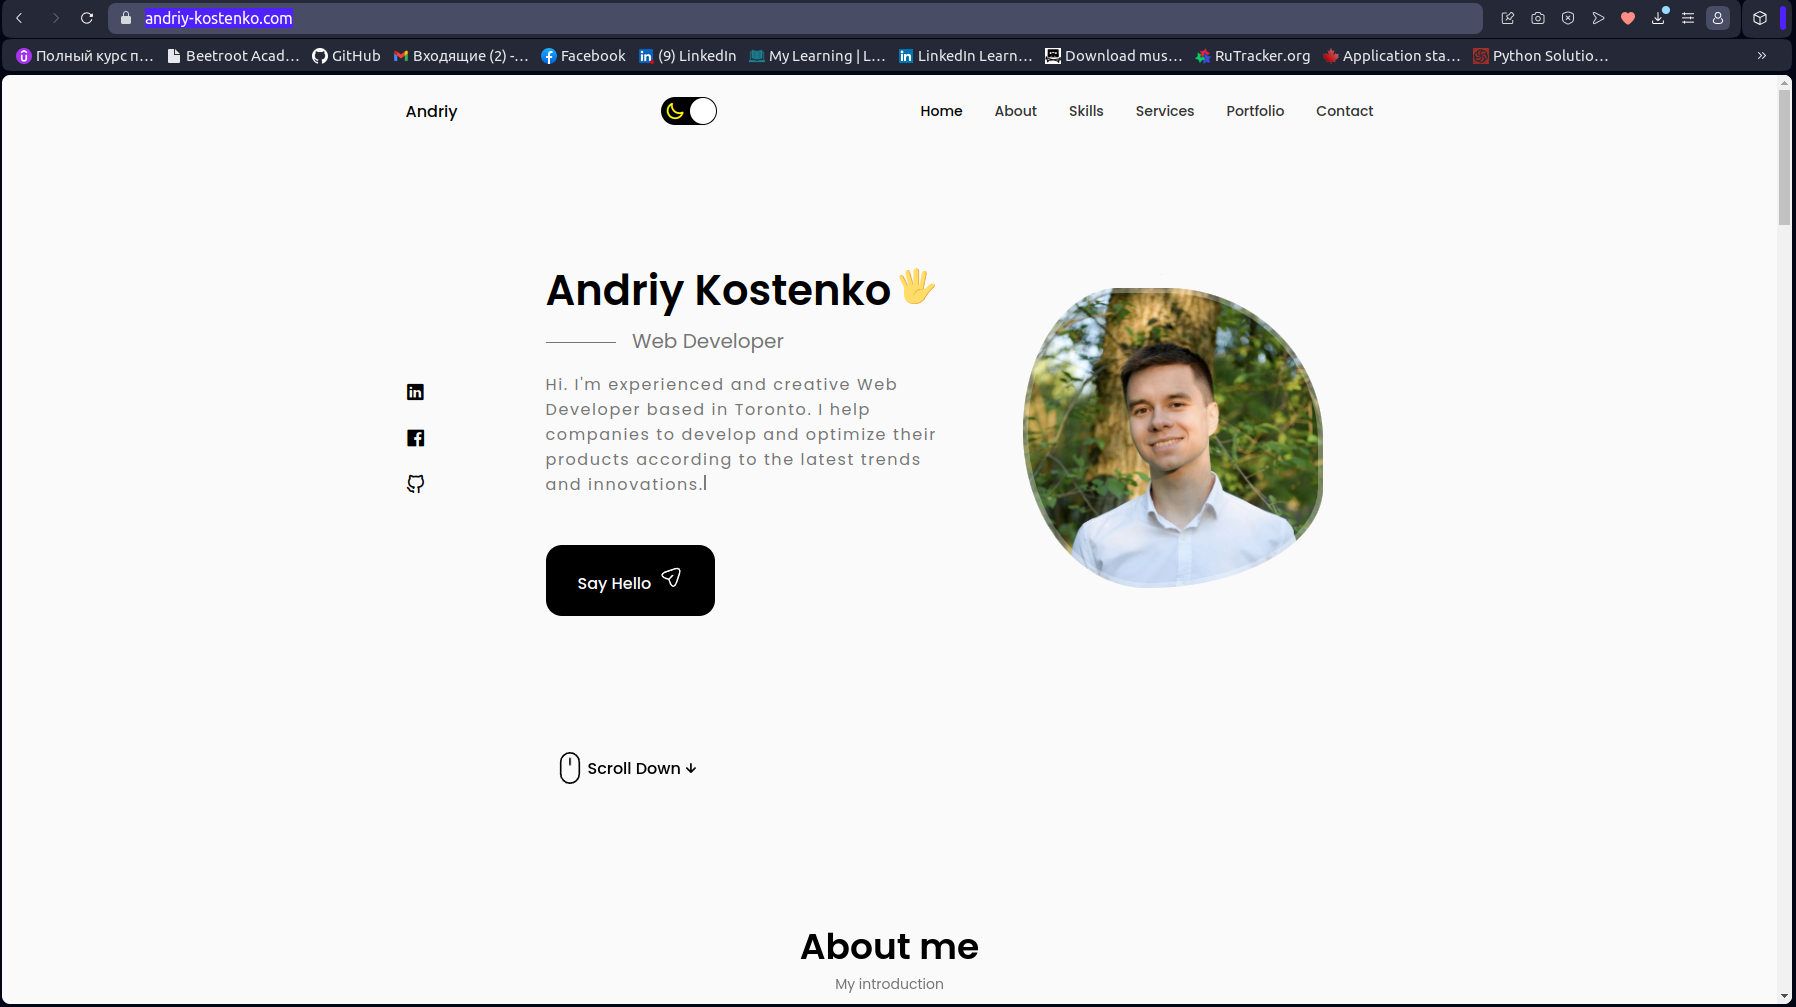 andriy-kostenko.com
Полный курс п... Beetroot Acad... GitHub Входящие (2) -... Facebook (9) LinkedIn My Learning | L... LinkedIn Learn... Download mus... RuTracker.org Application sta... Python Solutio...
Andriy Home About Skills Services Portfolio Contact
Andriy Kostenko
Web Developer
Hi. I'm experienced and creative Web
Developer based in Toronto. I help
companies to develop and optimize their
products according to the latest trends
and innovations.
Say Hello
Scroll Down
About me
My introduction